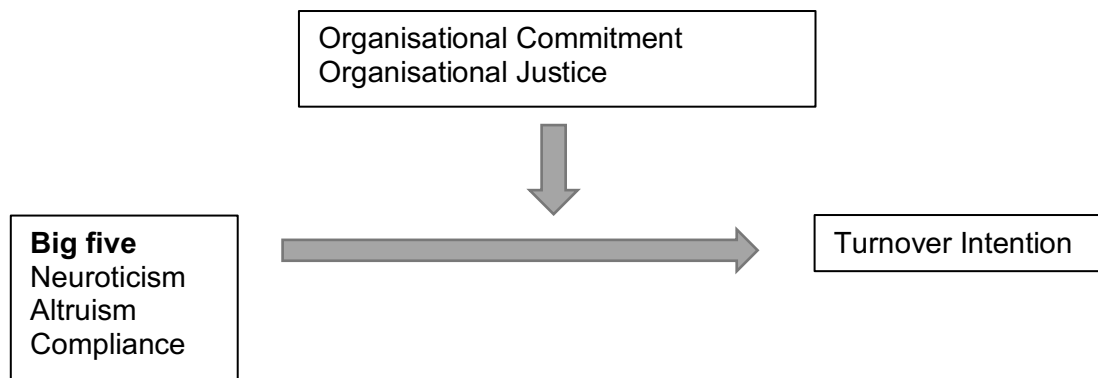 Organisational Commitment
Organisational Justice
Big five
Neuroticism
Altruism
Compliance
Turnover Intention